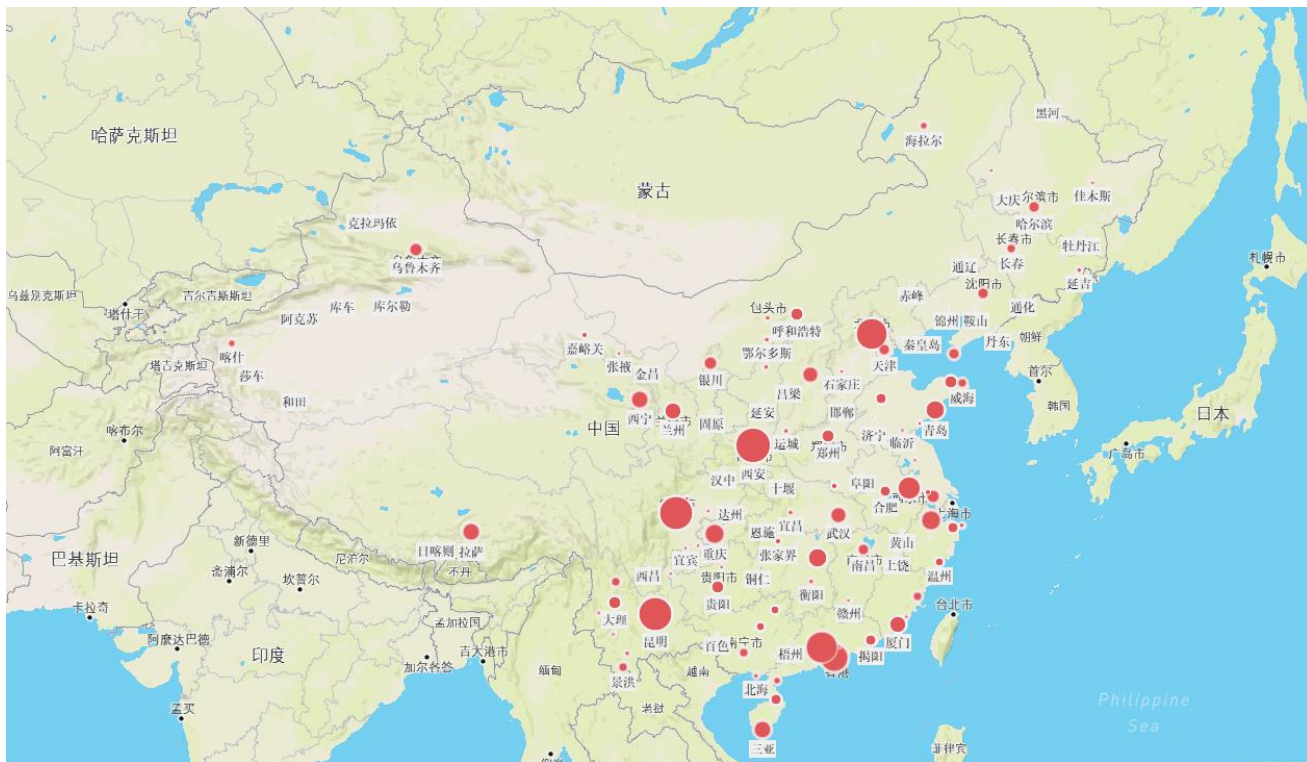 黑河
哈萨克斯坦
海拉尔
蒙古
大庆
尔滨市
佳木斯
克拉玛依
哈尔滨
长春市
牡丹江
乌鲁木齐
长春
札幌市
通辽
延吉
沈阳市
乌兹别克斯坦
吉尔吉斯斯坦
库车
库尔勒
赤峰
塔什干
包头市
通化
阿克苏
呼和浩特
锦州
鞍山
朝鲜
秦皇岛
丹东
喀什
嘉峪关
鄂尔多斯
天津
塔吉克斯坦
张掖
金昌
银川
石家庄
首尔
莎车
吕梁
威海
和田
西宁
延安
邯郸
韩国
日本
中国
兰州
固原
济宁
临沂
青岛
喀布尔
运城
郑州
阿富汗
广岛市
汉中
西安
十堰
阜阳
合肥
上海市
达州
恩施
宜昌
武汉
黄山
新德里
日喀则
拉萨
重庆
巴基斯坦
尼泊尔
宜宾
张家界
南昌
上饶
斋浦尔
坎普尔
不丹
西昌
贵阳市
铜仁
温州
贵阳
衡阳
卡拉奇
大理
赣州
台北市
孟加拉国
阿麼达巴德
昆明
百色
南宁市
梧州
厦门
印度
加尔各答
吉大港市
缅甸
越南
揭阳
香港
景洪
北海
孟买
老挝
Philippine
Sea
三亚
菲律宾